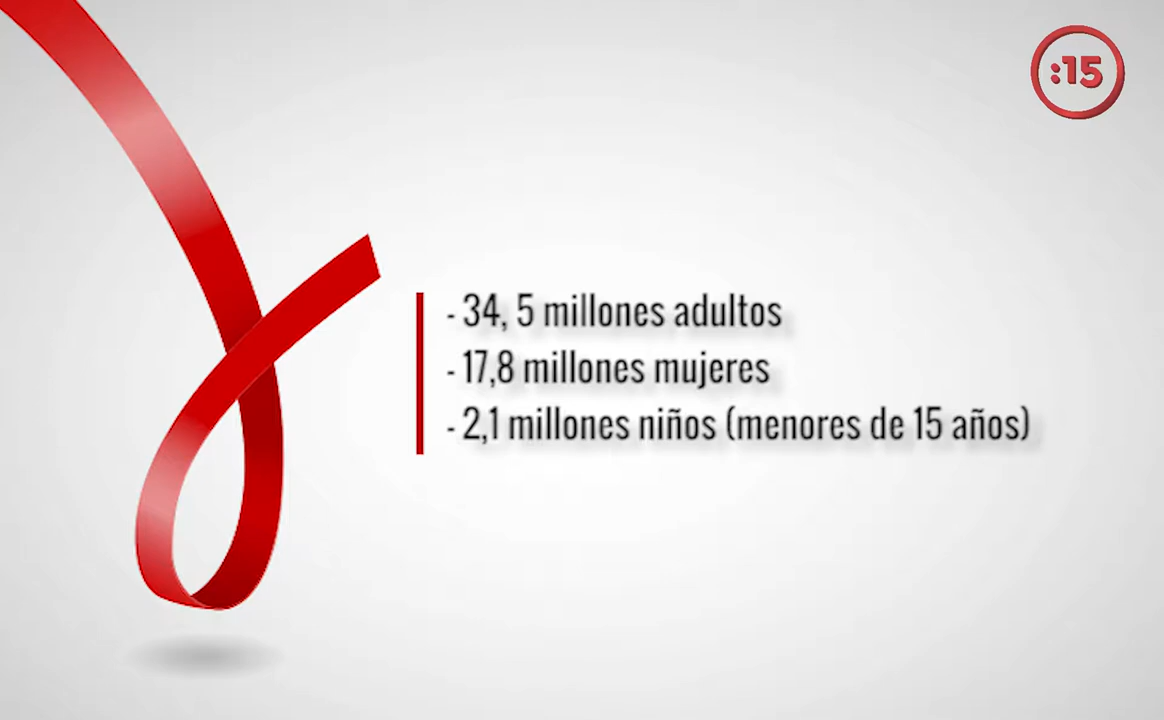 :15
- 34, 5 millones adultos
- 17,8 millones mujeres
- 2,1 millones niños (menores de 15 años)